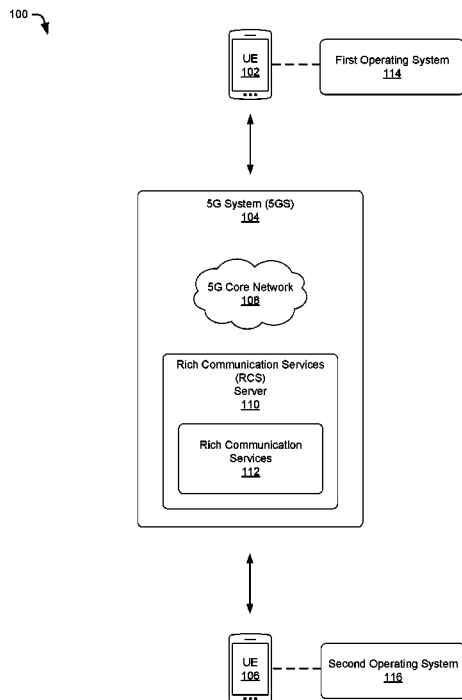 100
UE
102
First Operating System
114
5G System (5GS)
104
5G Core Network
108
Rich Communication Services
(RCS)
Server
110
Rich Communication
Services
112
UE
106
Second Operating System
116